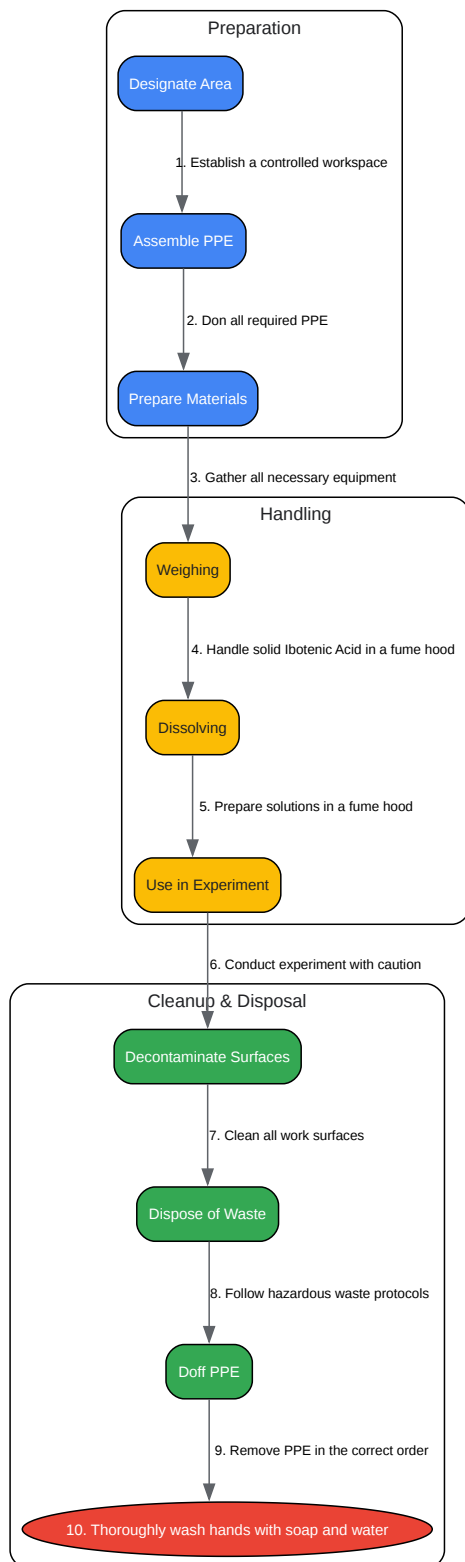 Preparation
Designate Area
1. Establish a controlled workspace
Assemble PPE
2. Don all required PPE
Prepare Materials
3. Gather all necessary equipment
Handling
Weighing
4. Handle solid Ibotenic Acid in a fume hood
Dissolving
5. Prepare solutions in a fume hood
Use in Experiment
6. Conduct experiment with caution
Cleanup & Disposal
Decontaminate Surfaces
7. Clean all work surfaces
Dispose of Waste
8. Follow hazardous waste protocols
Doff PPE
9. Remove PPE in the correct order
10. Thoroughly wash hands with soap and water